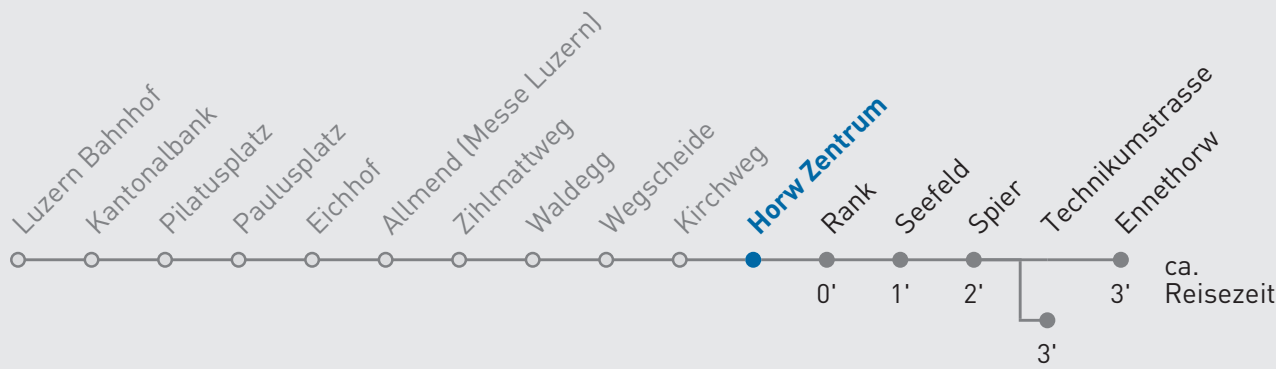 Luzern Bahnhof
Kantonalbank
Pilatusplatz
Paulusplatz
Eichhof
Allmend (Messe Luzern)
Zihlmattweg
Waldegg
Wegscheide
Kirchweg
Horw Zentrum
Rank
Seefeld
Spier
Technikumstrasse
Ennethorw
0' 1' 2' 3' ca.
Reisezeit
3'